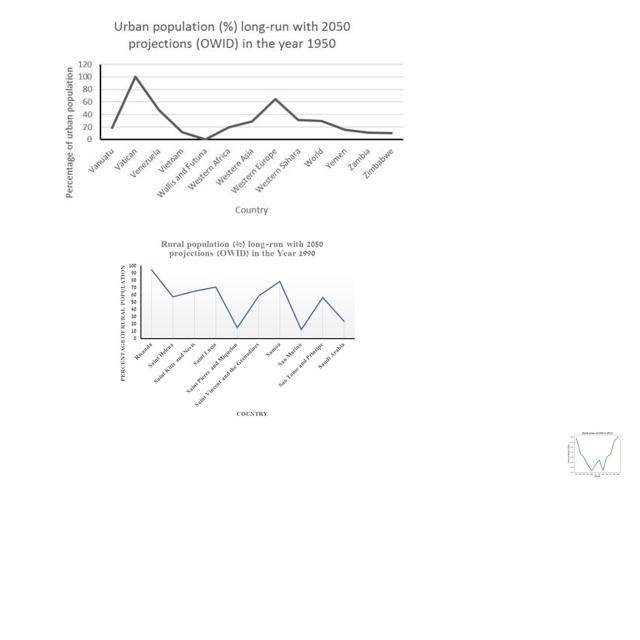 Urban population (%) long-run with 2050
projections (OWID) in the year 1950
Percentage of urban population
120
100
80
60
40
20
0
Vanuatu
Vatican
Venezuela
Vietnam
Wallis and Futuna
Western Africa
Western Asia
Western Europe
Western Sahara
World
Yemen
Zambia
Zimbabwe
Country
Rural population (%) long-run with 2050
projections (OWID) in the Year 1990
PERCENTAGE OF RURAL POPULATION
100
90
80
70
60
50
40
30
20
10
0
Rwanda
Saint Helena
Saint Kitts and Nevis
Saint Lucia
Saint Pierre and Miquelon
Saint Vincent and the Grenadines
Samoa
San Marino
Sao Tome and Principe
Saudi Arabia
COUNTRY